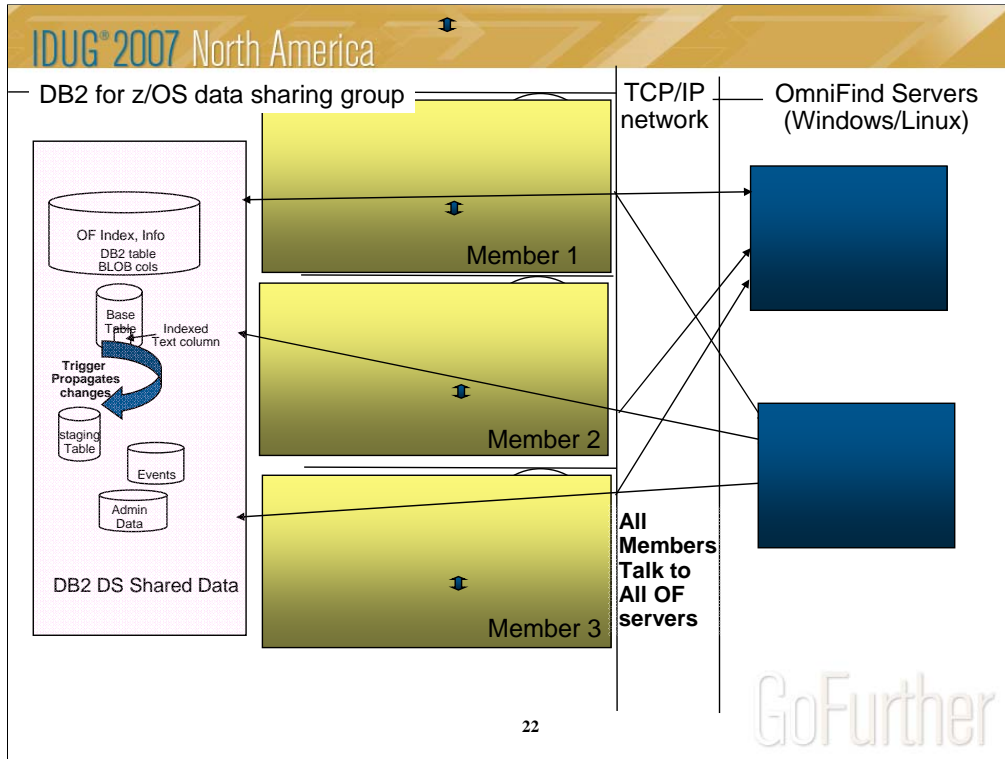 IDUG® 2007 North America
DB2 for z/OS data sharing group
TCP/IP
network
OmniFind Servers
(Windows/Linux)
OF Index, Info
DB2 table
BLOB cols
Member 1
Base
Table
Indexed
Text column
Trigger
Propagates
changes
staging
Table
Member 2
Events
Admin
Data
DB2 DS Shared Data
Member 3
All
Members
Talk to
All OF
servers
22
GoFurther